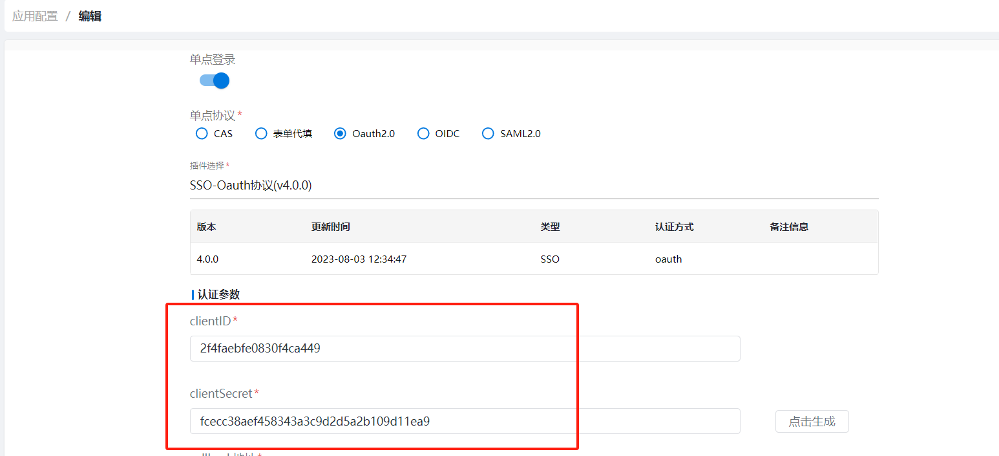 应用配置 / 编辑
单点登录
单点协议 *
CAS 表单代填 Oauth2.0 OIDC SAML2.0
插件选择 *
SSO-Oauth协议(v4.0.0)
版本 更新时间 类型 认证方式 备注信息
4.0.0 2023-08-03 12:34:47 SSO oauth
认证参数
clientID *
2f4faebfe0830f4ca449
clientSecret *
fcecc38aef458343a3c9d2d5a2b109d11ea9 点击生成